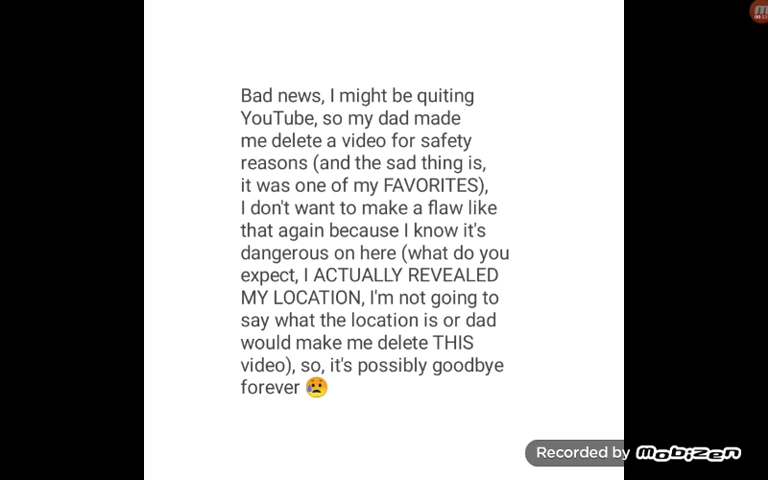 Bad news, I might be quiting
YouTube, so my dad made
me delete a video for safety
reasons (and the sad thing is,
it was one of my FAVORITES),
I don't want to make a flaw like
that again because I know it's
dangerous on here (what do you
expect, I ACTUALLY REVEALED
MY LOCATION, I'm not going to
say what the location is or dad
would make me delete THIS
video), so, it's possibly goodbye
forever 😥
Recorded by mobizen